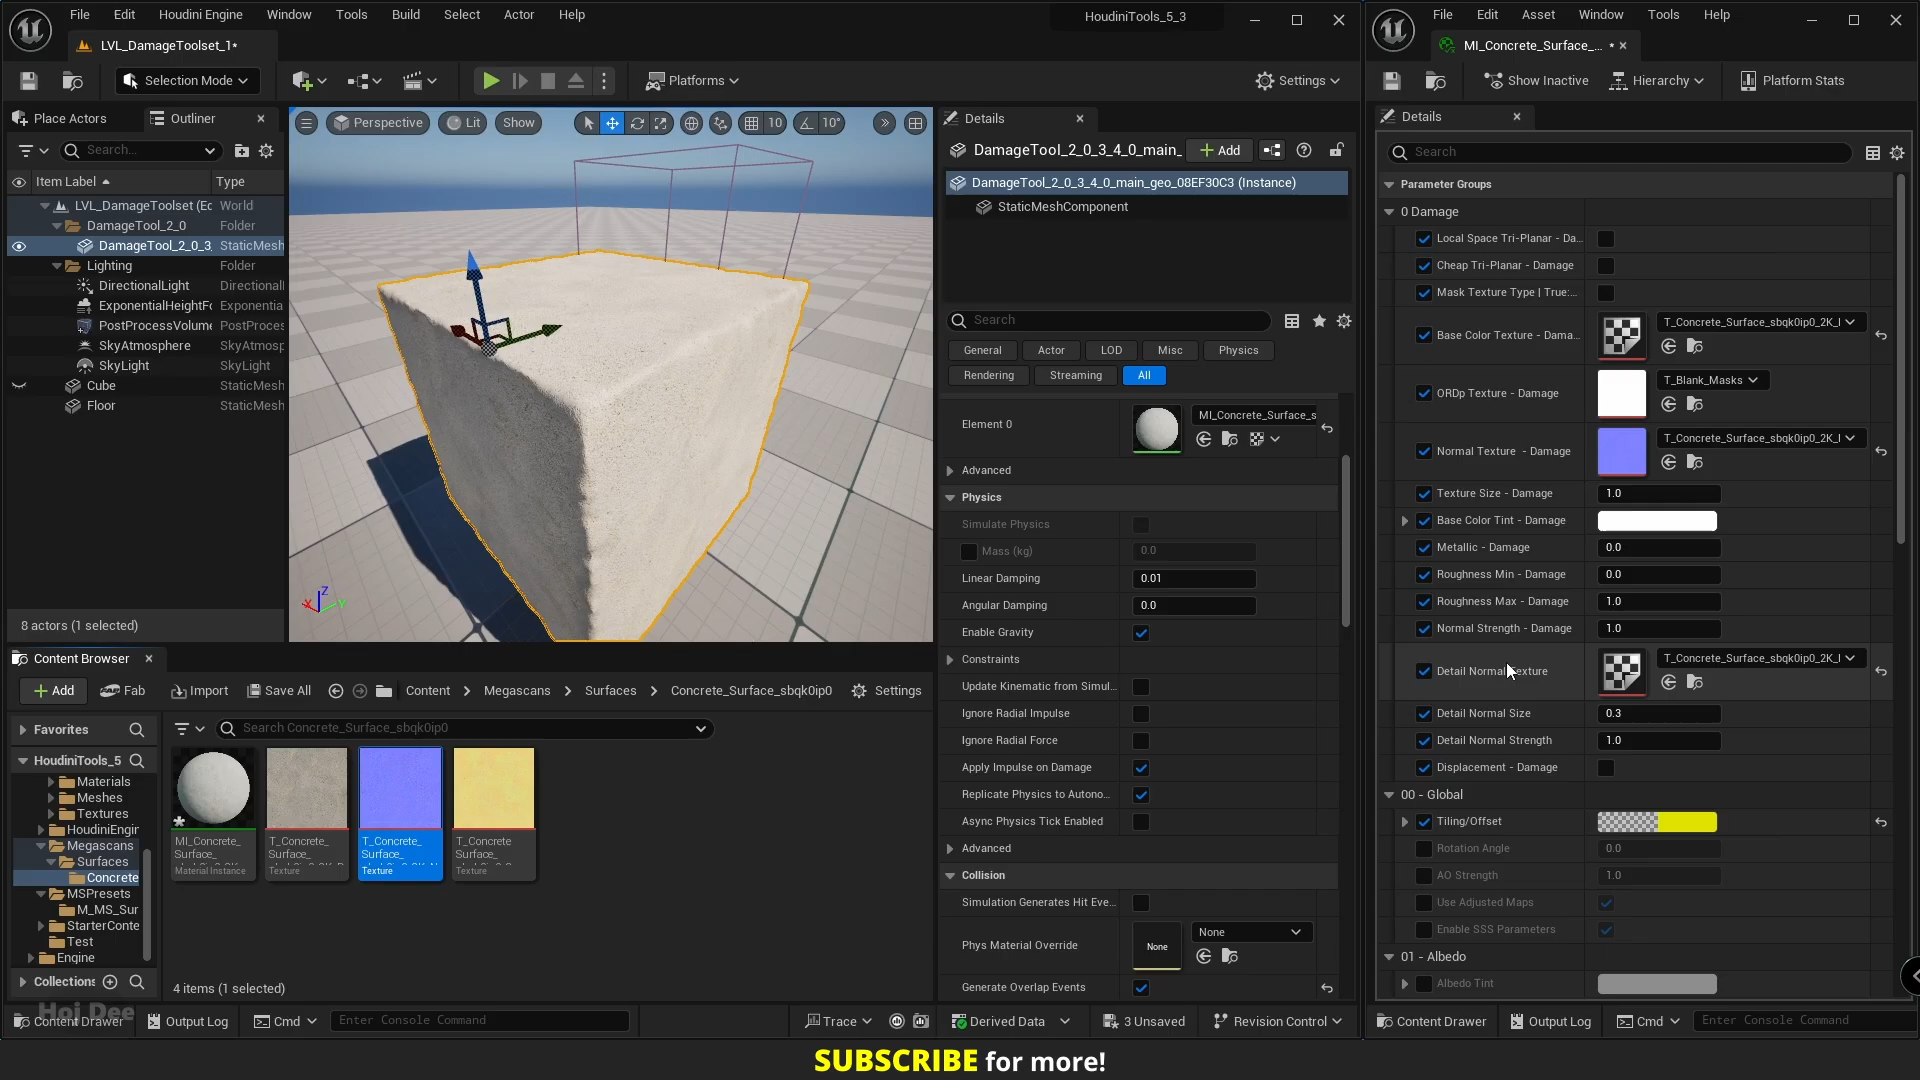 File Edit Houdini Engine Window Tools Build Select Actor Help
HoudiniTools_5_3
LVL_DamageToolset_1*
Selection Mode
Platforms
Settings
Place Actors
Outliner
Search...
Item Label
Type
LVL_DamageToolset (Ec World
DamageTool_2_0 Folder
DamageTool_2_0_3_ StaticMesh
Lighting Folder
DirectionalLight Directional
ExponentialHeightFo Exponentia
PostProcessVolume PostProces
SkyAtmosphere SkyAtmosp
SkyLight SkyLight
Cube StaticMesh
Floor StaticMesh
8 actors (1 selected)
Perspective
Lit
Show
10
10°
X Z Y
Details
DamageTool_2_0_3_4_0_main_
Add
DamageTool_2_0_3_4_0_main_geo_08EF30C3 (Instance)
StaticMeshComponent
Search
General Actor LOD Misc Physics
Rendering Streaming All
Element 0
MI_Concrete_Surface_s
Advanced
Physics
Simulate Physics
Mass (kg) 0.0
Linear Damping 0.01
Angular Damping 0.0
Enable Gravity
Constraints
Update Kinematic from Simul...
Ignore Radial Impulse
Ignore Radial Force
Apply Impulse on Damage
Replicate Physics to Autono...
Async Physics Tick Enabled
Advanced
Collision
Simulation Generates Hit Eve...
Phys Material Override
None
None
Generate Overlap Events
Content Browser
Add
Fab
Import
Save All
Content > Megascans > Surfaces > Concrete_Surface_sbqk0ip0
Settings
Favorites
Search Concrete_Surface_sbqk0ip0
HoudiniTools_5
Materials
Meshes
Textures
HoudiniEngir
Megascans
Surfaces
Concrete
MSPresets
M_MS_Sur
StarterConte
Test
Engine
Collections
MI_Concrete_
Surface_
Material Instance
T_Concrete_
Surface_
Texture
T_Concrete_
Surface_
Texture
T_Concrete
Surface_
Texture
4 items (1 selected)
Hoj Dee
Content Drawer
Output Log
Cmd
Enter Console Command
Trace
Derived Data
3 Unsaved
Revision Control
File Edit Asset Window Tools Help
MI_Concrete_Surface_... *
Show Inactive
Hierarchy
Platform Stats
Details
Search
Parameter Groups
0 Damage
Local Space Tri-Planar - Da...
Cheap Tri-Planar - Damage
Mask Texture Type | True:...
Base Color Texture - Dama...
T_Concrete_Surface_sbqk0ip0_2K_
ORDp Texture - Damage
T_Blank_Masks
Normal Texture - Damage
T_Concrete_Surface_sbqk0ip0_2K_
Texture Size - Damage 1.0
Base Color Tint - Damage
Metallic - Damage 0.0
Roughness Min - Damage 0.0
Roughness Max - Damage 1.0
Normal Strength - Damage 1.0
Detail Normal Texture
T_Concrete_Surface_sbqk0ip0_2K_
Detail Normal Size 0.3
Detail Normal Strength 1.0
Displacement - Damage
00 - Global
Tiling/Offset
Rotation Angle 0.0
AO Strength 1.0
Use Adjusted Maps
Enable SSS Parameters
01 - Albedo
Albedo Tint
Content Drawer
Output Log
Cmd
Enter Console Command
SUBSCRIBE for more!